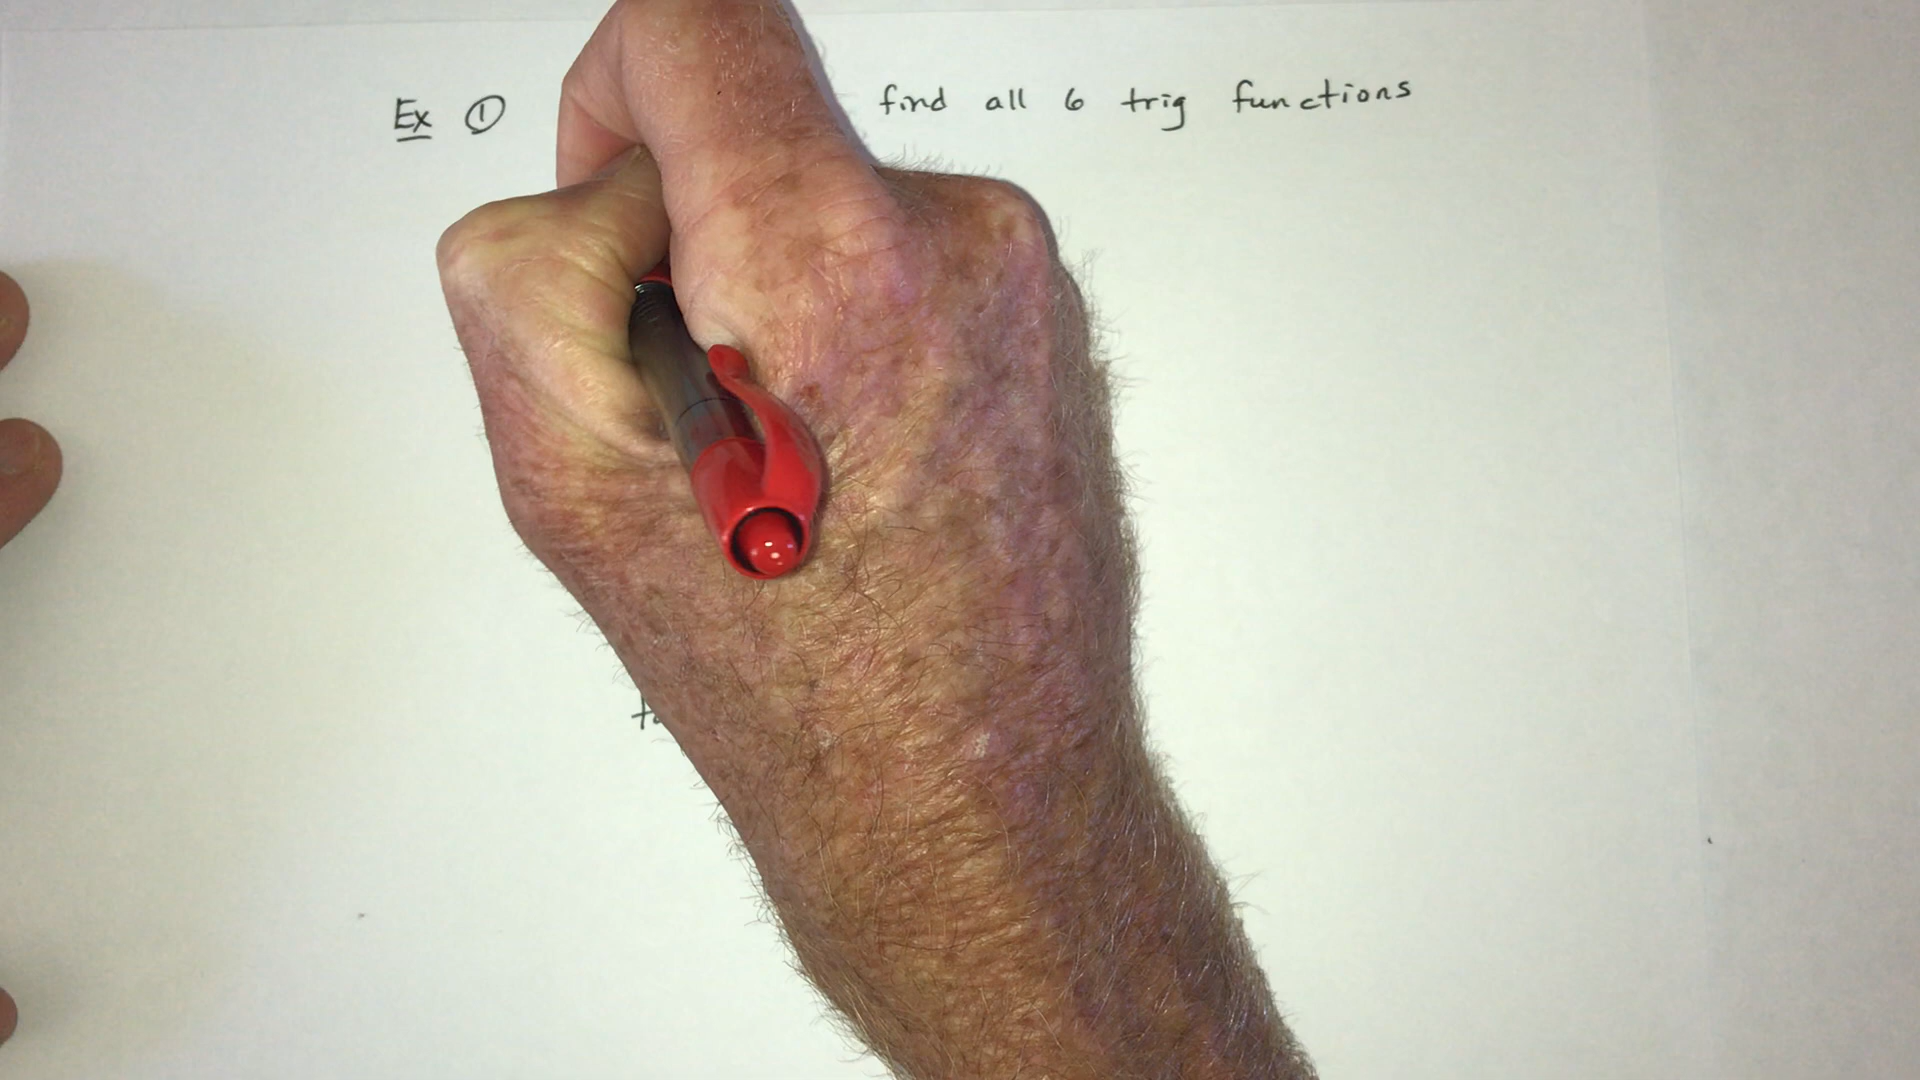 Ex ① find all 6 trig functions